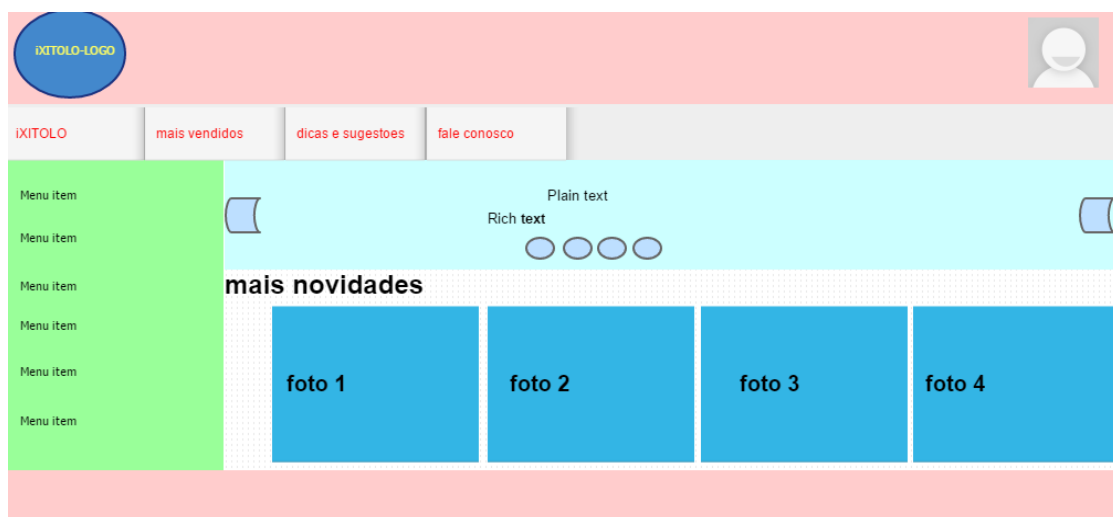 iXITOLO-LOGO
iXITOLO
mais vendidos
dicas e sugestoes
fale conosco
Menu item
Menu item
Menu item
Menu item
Menu item
Menu item
Plain text
Rich text
mais novidades
foto 1
foto 2
foto 3
foto 4